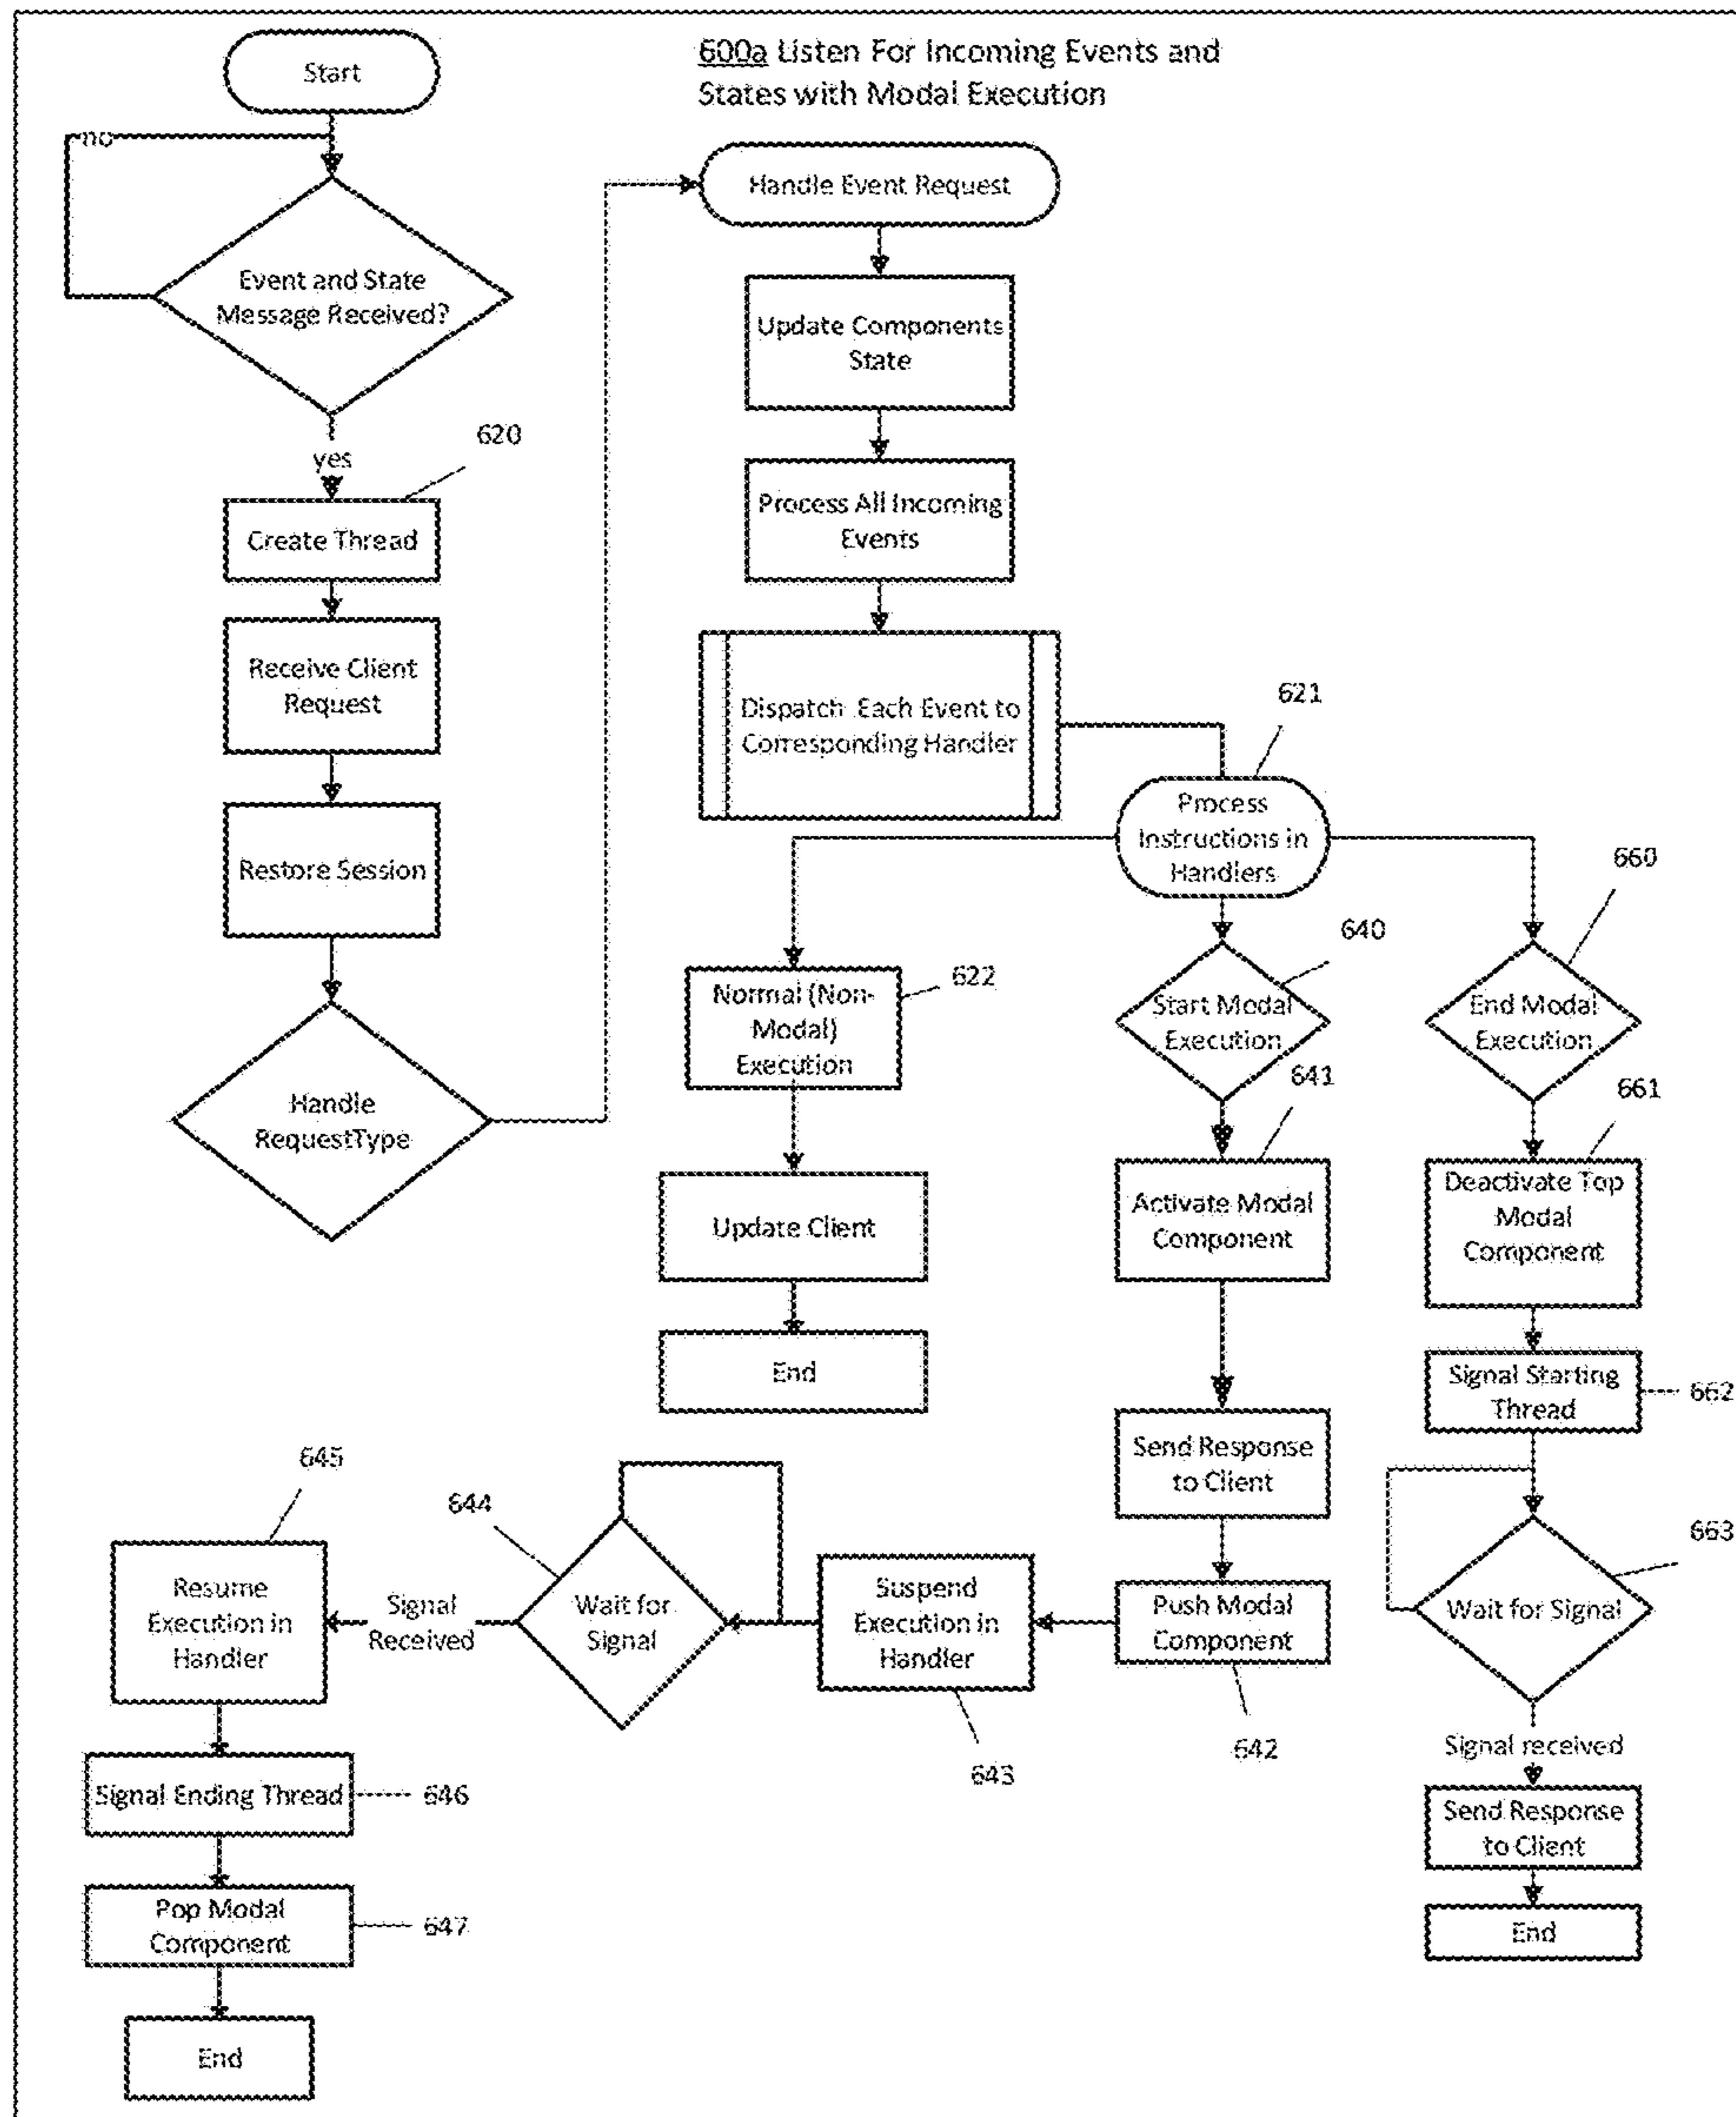 600a Listen For Incoming Events and
States with Modal Execution
Start
no
Event and State
Message Received?
yes
620
Create Thread
Receive Client
Request
Restore Session
Handle
RequestType
Handle Event Request
Update Components
State
Process All Incoming
Events
Dispatch Each Event to
Corresponding Handler
621
Process
Instructions in
Handlers
622
Normal (Non-
Modal)
Execution
Update Client
End
640
Start Modal
Execution
641
Activate Modal
Component
Send Response
to Client
Push Modal
Component
642
Suspend
Execution in
Handler
643
644
Wait for
Signal
Signal
Received
645
Resume
Execution in
Handler
Signal Ending Thread
646
Pop Modal
Component
647
End
660
End Modal
Execution
661
Deactivate Top
Modal
Component
Signal Starting
Thread
662
663
Wait for Signal
Signal received
Send Response
to Client
End